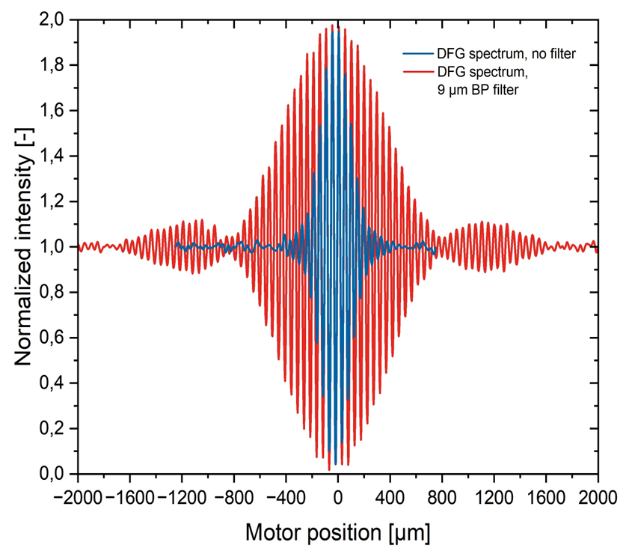 2,0
1,8
1,6
1,4
1,2
1,0
0,8
0,6
0,4
0,2
0,0
Normalized intensity [-]
DFG spectrum, no filter
DFG spectrum,
9 µm BP filter
−2000 −1600 −1200 −800 −400 0 400 800 1200 1600 2000
Motor position [µm]